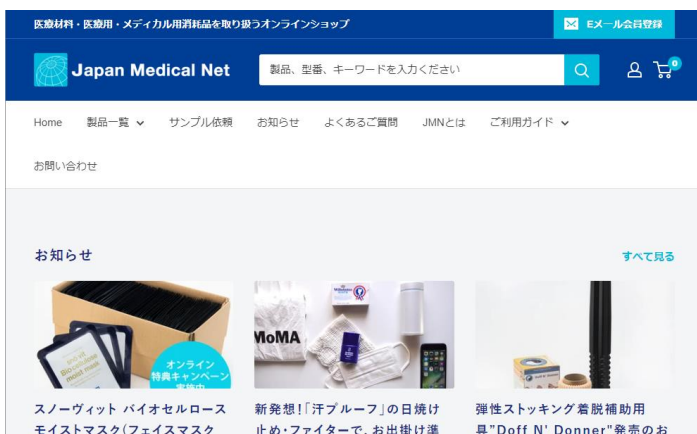 医療材料・医療用・メディカル用消耗品を取り扱うオンラインショップ
Eメール会員登録
Japan Medical Net
製品、型番、キーワードを入力ください
0
Home 製品一覧 サンプル依頼 お知らせ よくあるご質問 JMNとは ご利用ガイド
お問い合わせ
お知らせ
すべて見る
オンライン
特典キャンペーン
実施中
Biocellulose
moist mask
MoMA
スノーヴィット バイオセルロース
モイストマスク(フェイスマスク
新発想!「汗プルーフ」の日焼け
止め・ファイターで、お出掛け準
弾性ストッキング着脱補助用
具"Doff N' Donner"発売のお